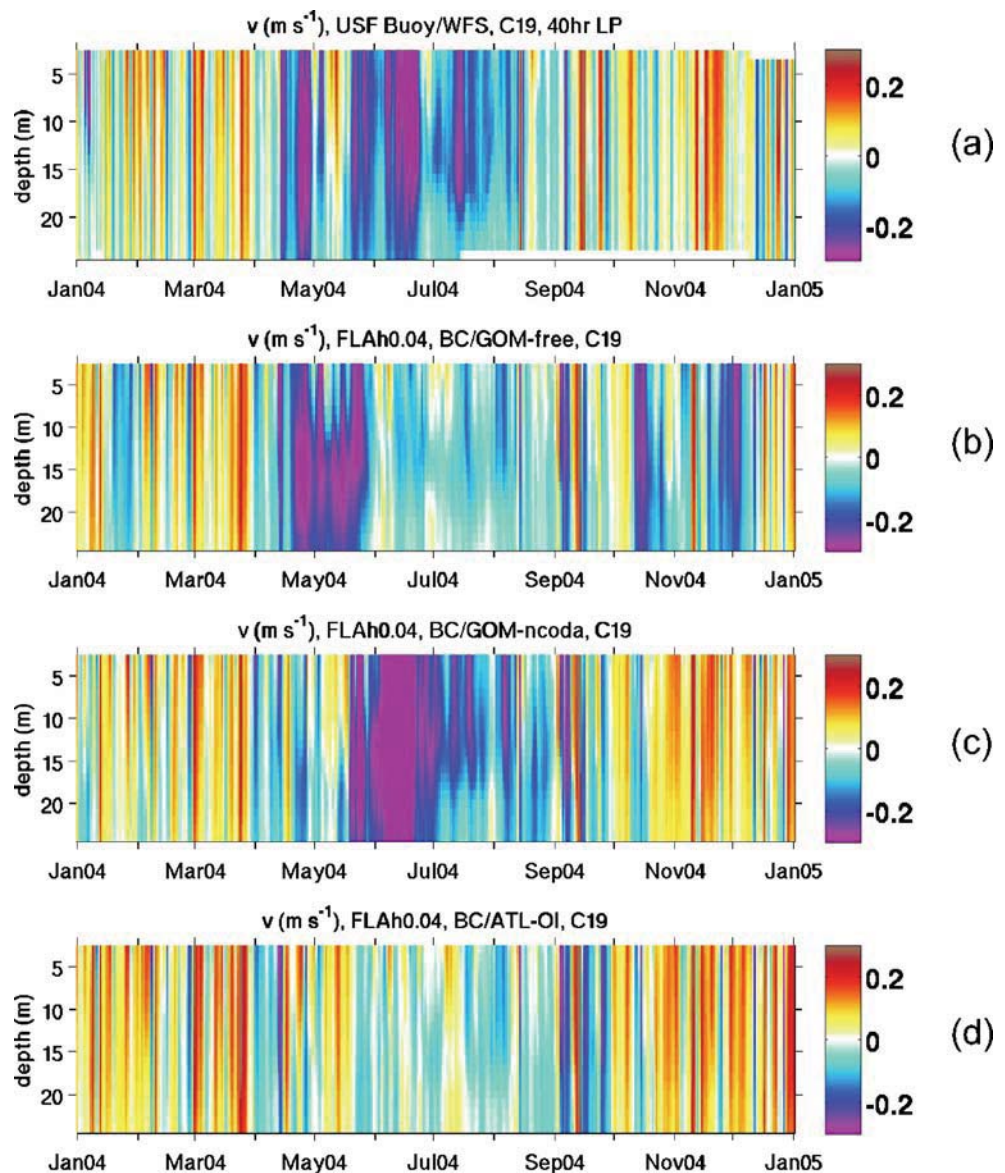 v (m s-1), USF Buoy/WFS, C19, 40hr LP
depth (m)
5
10
15
20
Jan04 Mar04 May04 Jul04 Sep04 Nov04 Jan05
0.2
0
-0.2
(a)
v (m s-1), FLAh0.04, BC/GOM-free, C19
depth (m)
5
10
15
20
Jan04 Mar04 May04 Jul04 Sep04 Nov04 Jan05
0.2
0
-0.2
(b)
v (m s-1), FLAh0.04, BC/GOM-ncoda, C19
depth (m)
5
10
15
20
Jan04 Mar04 May04 Jul04 Sep04 Nov04 Jan05
0.2
0
-0.2
(c)
v (m s-1), FLAh0.04, BC/ATL-OI, C19
depth (m)
5
10
15
20
Jan04 Mar04 May04 Jul04 Sep04 Nov04 Jan05
0.2
0
-0.2
(d)